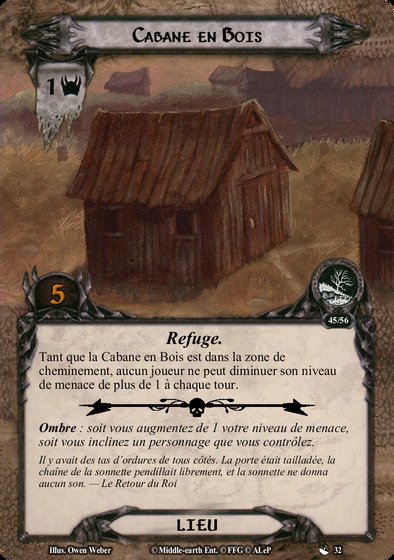 Cabane en Bois
1
5
45/56
Refuge.
Tant que la Cabane en Bois est dans la zone de
cheminement, aucun joueur ne peut diminuer son niveau
de menace de plus de 1 à chaque tour.
Ombre : soit vous augmentez de 1 votre niveau de menace,
soit vous inclinez un personnage que vous contrôlez.
Il y avait des tas d'ordures de tous côtés. La porte était tailladée, la
chaîne de la sonnette pendillait librement, et la sonnette ne donna
aucun son. — Le Retour du Roi
LIEU
Illus. Owen Weber ©Middle-earth Ent. © FFG © ALeP 32